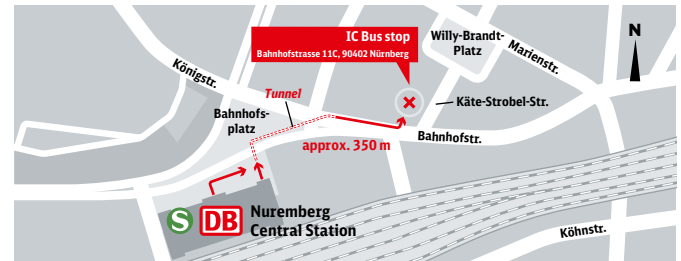 IC Bus stop
Bahnhofstrasse 11C, 90402 Nürnberg
Willy-Brandt-
Platz
Marienstr.
N
Königstr.
Tunnel
Käte-Strobel-Str.
Bahnhofs-
platz
Bahnhofstr.
approx. 350 m
S DB Nuremberg
Central Station
Köhnstr.